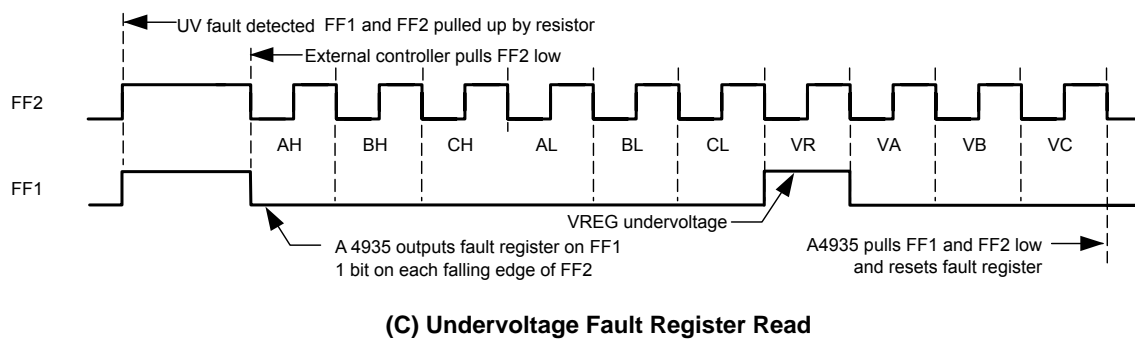 UV fault detected FF1 and FF2 pulled up by resistor
External controller pulls FF2 low
FF2
AH BH CH AL BL CL VR VA VB VC
FF1
VREG undervoltage
A 4935 outputs fault register on FF1
1 bit on each falling edge of FF2
A4935 pulls FF1 and FF2 low
and resets fault register
(C) Undervoltage Fault Register Read